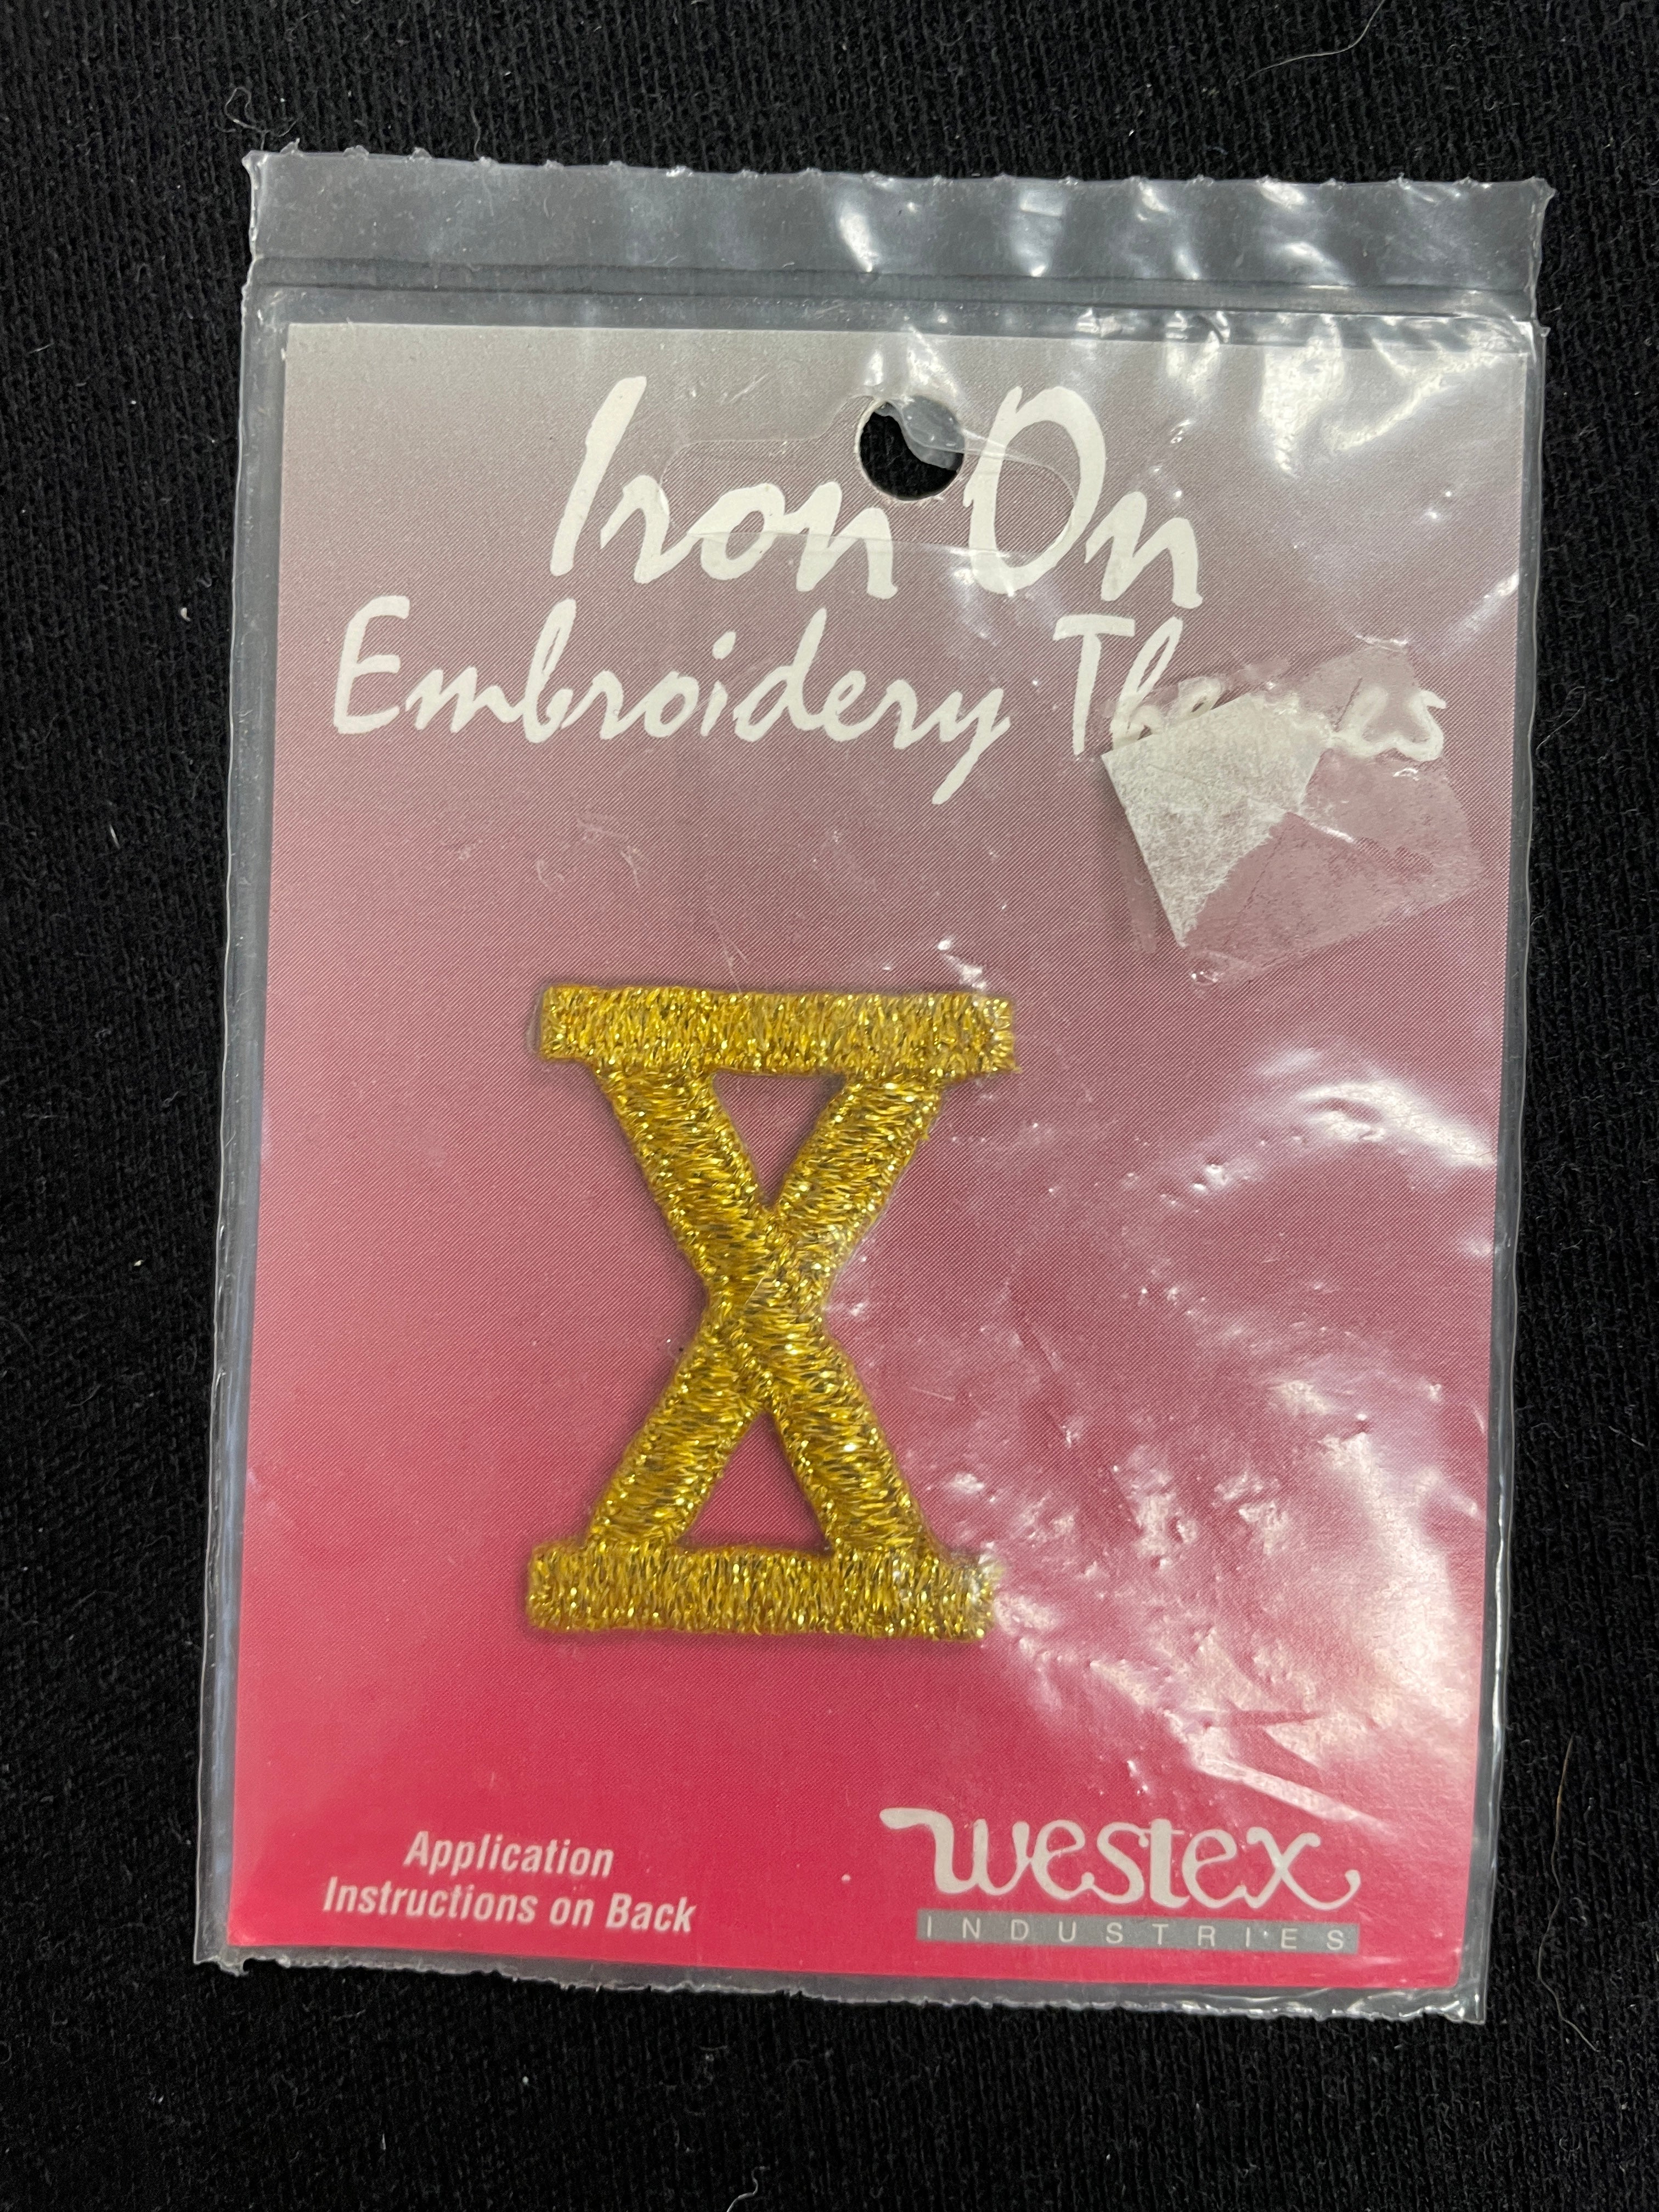 Iron On
Embroidery
X
Application
Instructions on Back
westex
INDUSTRIES